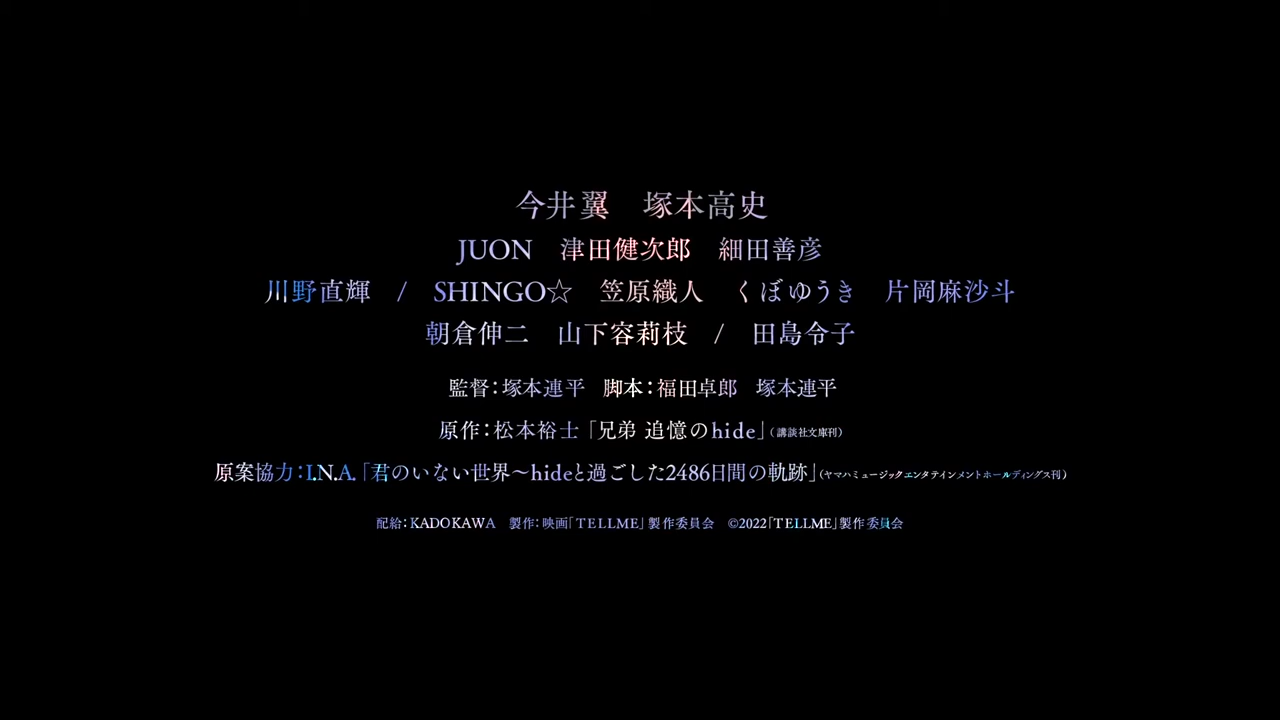 今井翼　塚本高史
JUON　津田健次郎　細田善彦
川野直輝　/　SHINGO☆　笠原織人　くぼゆうき　片岡麻沙斗
朝倉伸二　山下容莉枝　/　田島令子
監督：塚本連平　脚本：福田卓郎　塚本連平
原作：松本裕士「兄弟 追憶のhide」（講談社文庫刊）
原案協力：I.N.A.「君のいない世界～hideと過ごした2486日間の軌跡」（ヤマハミュージックエンタテインメントホールディングス刊）
配給：KADOKAWA　製作：映画「TELLME」製作委員会　©2022「TELLME」製作委員会